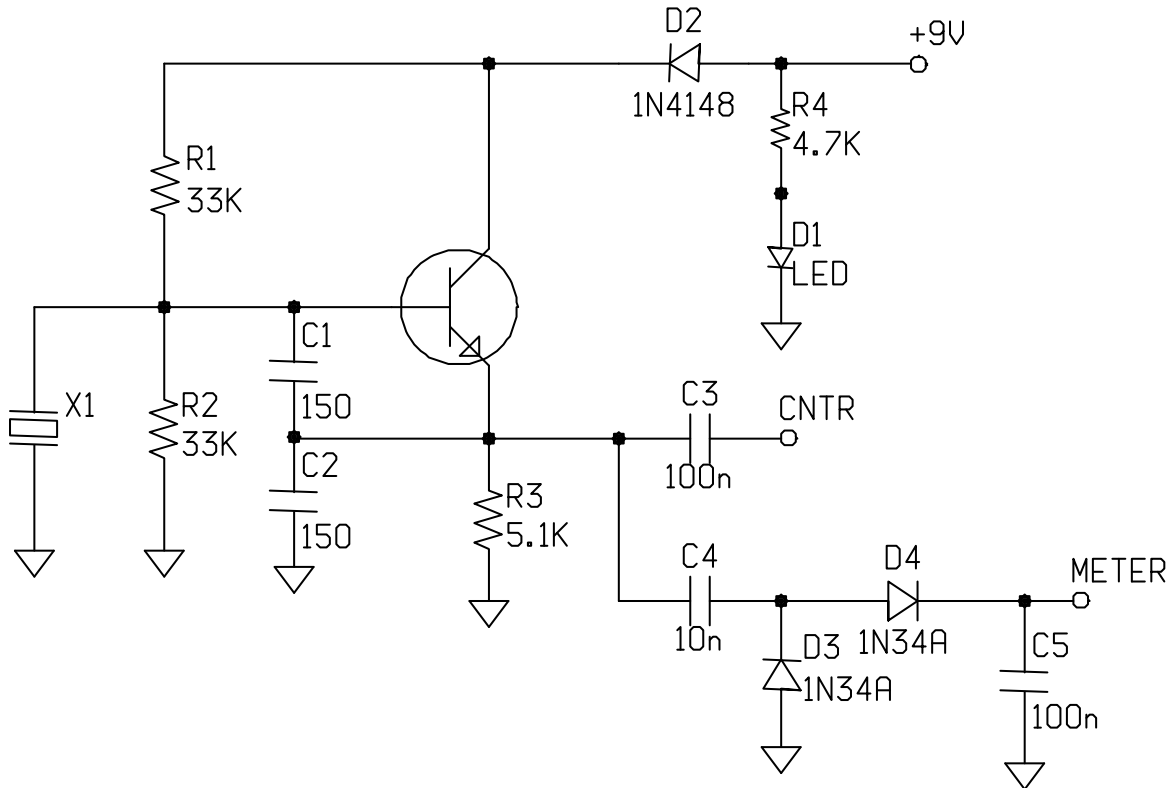 D2
+9V
1N4148
R4
4.7K
R1
33K
D1
LED
C1
150
X1
R2
33K
C3
CNTR
100n
C2
150
R3
5.1K
C4
10n
D4
1N34A
METER
D3
1N34A
C5
100n